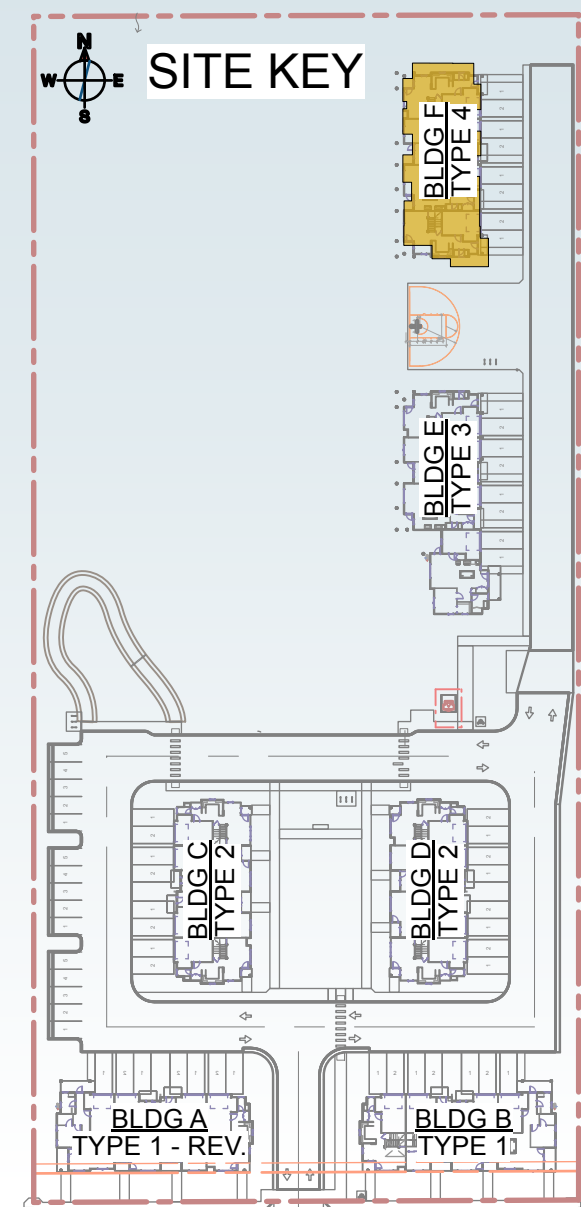 N
W E
S
SITE KEY
BLDG F
TYPE 4
BLDG E
TYPE 3
BLDG C
TYPE 2
BLDG D
TYPE 2
BLDG A
TYPE 1 - REV.
BLDG B
TYPE 1